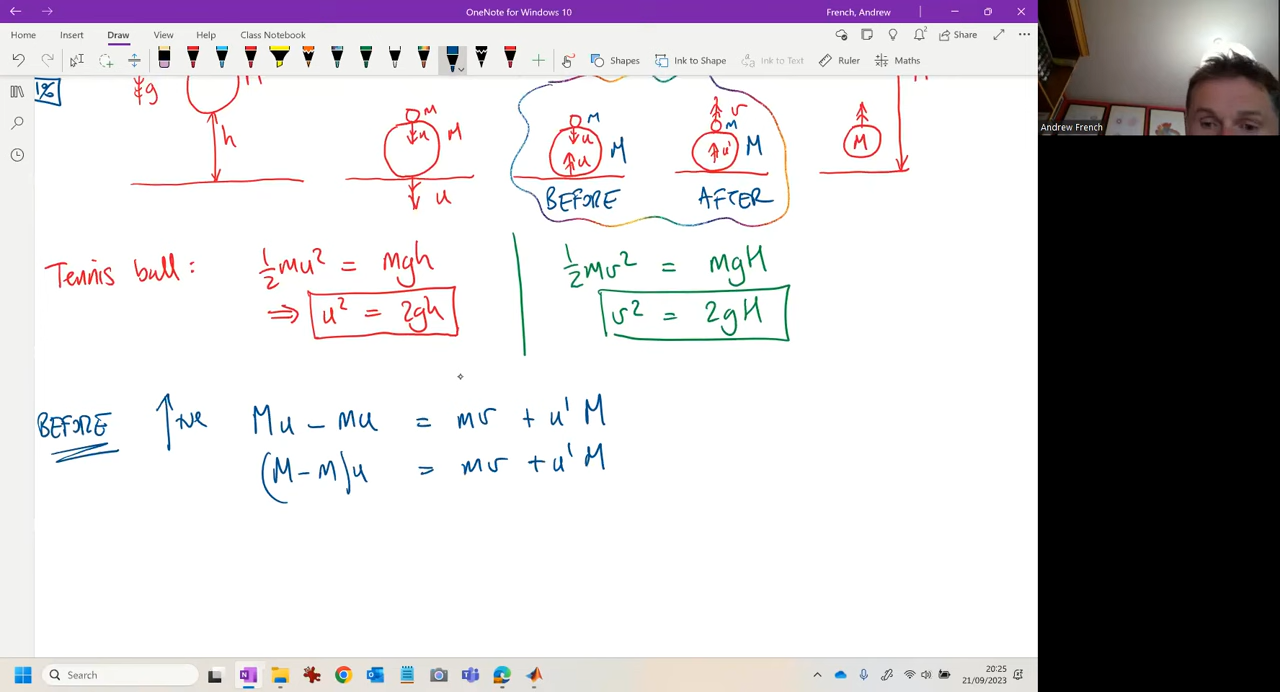 OneNote for Windows 10
French, Andrew
Home Insert Draw View Help Class Notebook
Share
Shapes Ink to Shape Ink to Text Ruler Maths
Andrew French
1%
g
h
M
M
u
u
M
u
u
M
BEFORE
v
M
u'
M
AFTER
M
Tennis ball: ½mu² = mgh
⇒ u² = 2gh
½mv² = mgH
v² = 2gH
BEFORE ↑ +ve Mu - mu = mv + u'M
(M-m)u = mv + u'M
Search
20:25
21/09/2023